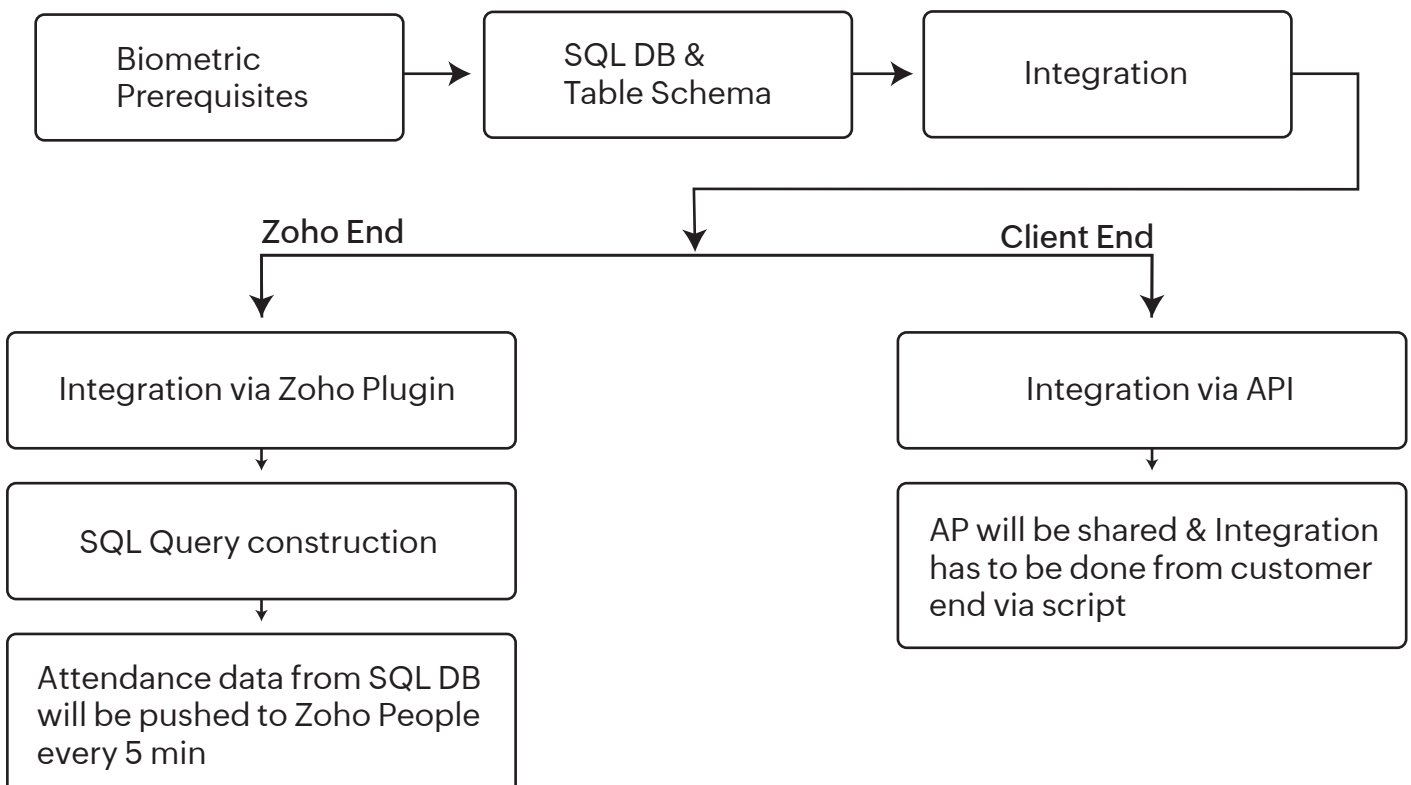 Biometric
Prerequisites
SQL DB &
Table Schema
Integration
Zoho End
Client End
Integration via Zoho Plugin
Integration via API
SQL Query construction
AP will be shared & Integration
has to be done from customer
end via script
Attendance data from SQL DB
will be pushed to Zoho People
every 5 min